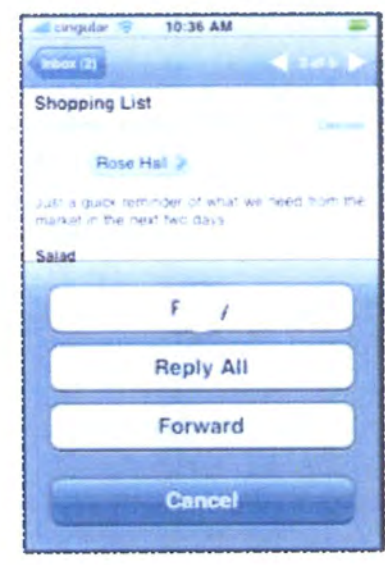 cingular 10:36 AM
Inbox (2)
Shopping List
Rose Hall
Just a quick reminder of what we need from the
market in the next two days
Salad
Reply All
Forward
Cancel